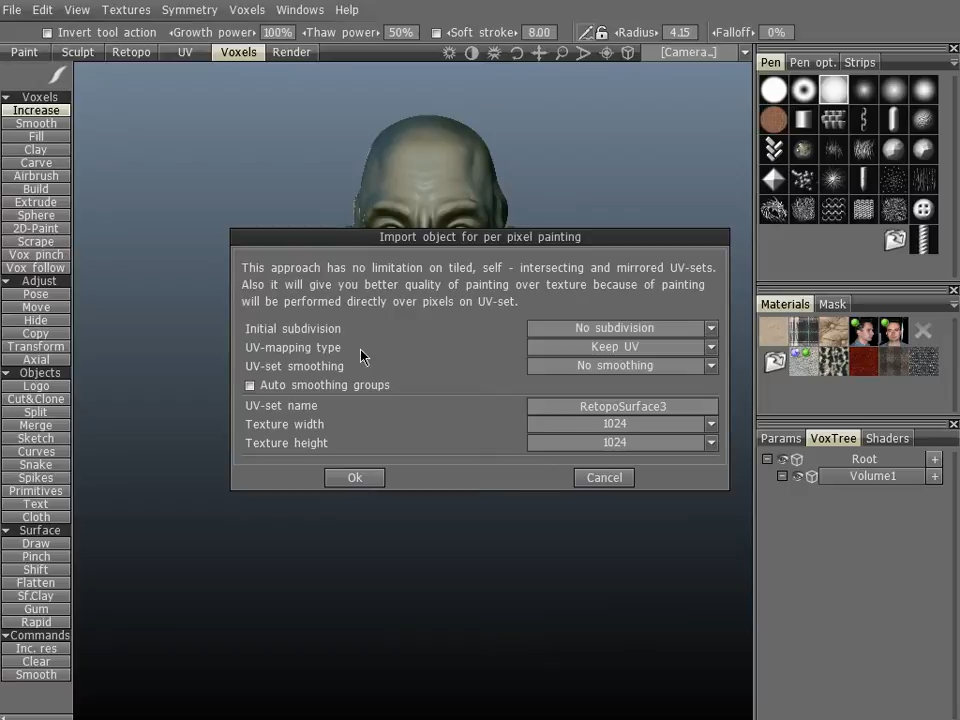 File Edit View Textures Symmetry Voxels Windows Help
Invert tool action Growth power: 100% Thaw power: 50% Soft stroke: 8.00 Radius: 4.15 Falloff: 0%
Paint Sculpt Retopo UV Voxels Render [Camera…]
Pen Pen opt. Strips
Voxels
Increase
Smooth
Fill
Clay
Carve
Airbrush
Build
Extrude
Sphere
2D-Paint
Scrape
Vox pinch
Vox follow
Adjust
Pose
Move
Hide
Copy
Transform
Axial
Objects
Logo
Cut&Clone
Split
Merge
Sketch
Curves
Snake
Spikes
Primitives
Text
Cloth
Surface
Draw
Pinch
Shift
Flatten
Sf.Clay
Gum
Rapid
Commands
Inc. res
Clear
Smooth
Import object for per pixel painting
This approach has no limitation on tiled, self - intersecting and mirrored UV-sets.
Also it will give you better quality of painting over texture because of painting
will be performed directly over pixels on UV-set.
Initial subdivision No subdivision
UV-mapping type Keep UV
UV-set smoothing No smoothing
Auto smoothing groups
UV-set name RetopoSurface3
Texture width 1024
Texture height 1024
Ok Cancel
Materials Mask
Params VoxTree Shaders
Root +
Volume1 +